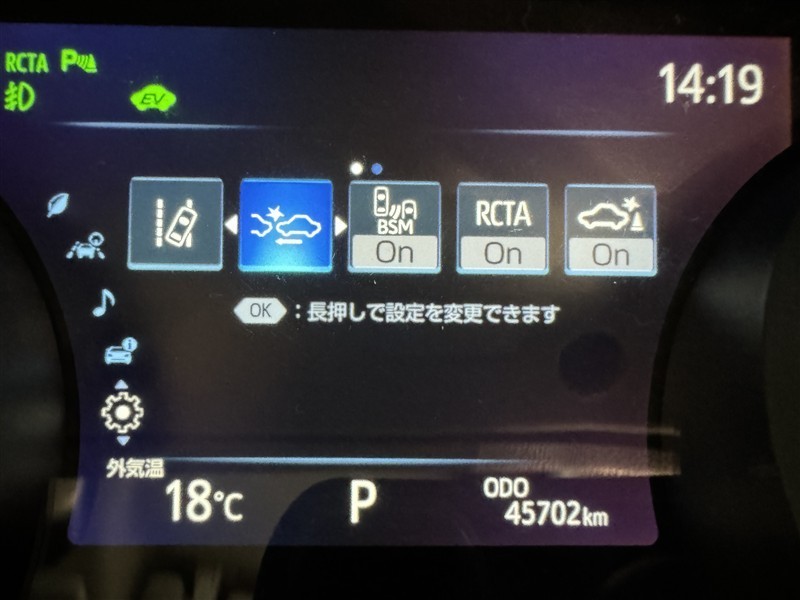 RCTA P
EV
14:19
BSM
On
RCTA
On
On
OK :長押しで設定を変更できます
外気温
18℃
P
ODO
45702km